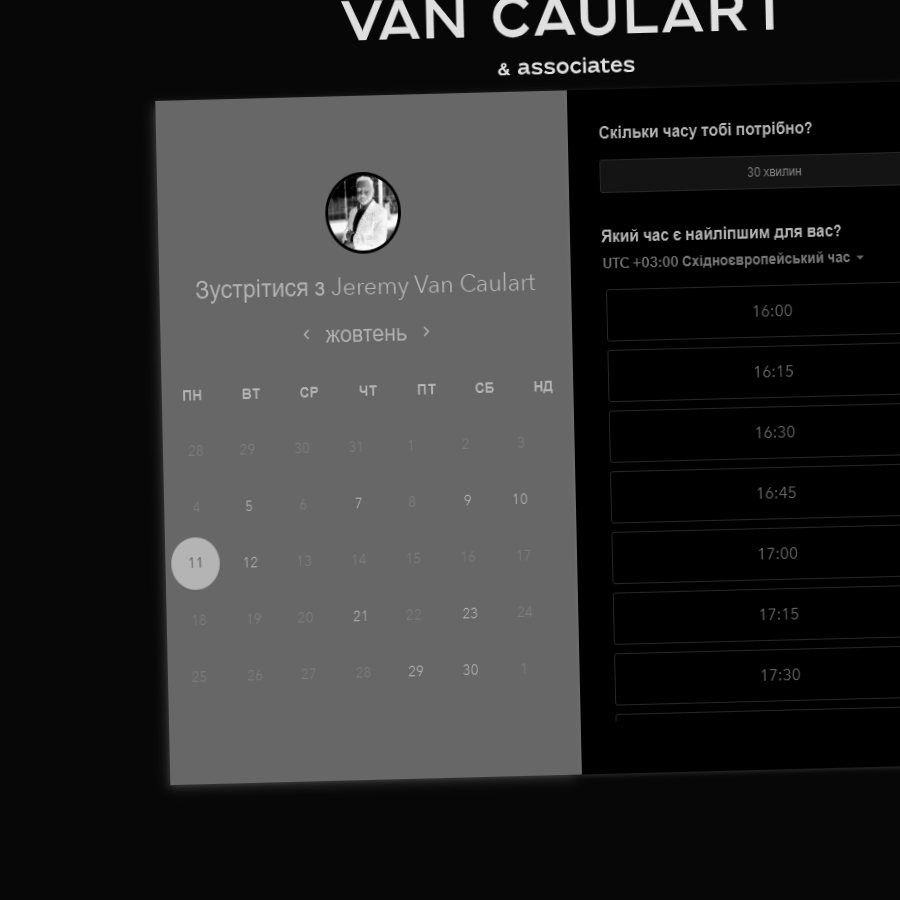 VAN CAULART
& associates
Зустрітися з Jeremy Van Caulart
‹ жовтень ›
ПН ВТ СР ЧТ ПТ СБ НД
28 29 30 31 1 2 3
4 5 6 7 8 9 10
11 12 13 14 15 16 17
18 19 20 21 22 23 24
25 26 27 28 29 30 1
Скільки часу тобі потрібно?
30 хвилин
Який час є найліпшим для вас?
UTC +03:00 Східноєвропейський час
16:00
16:15
16:30
16:45
17:00
17:15
17:30